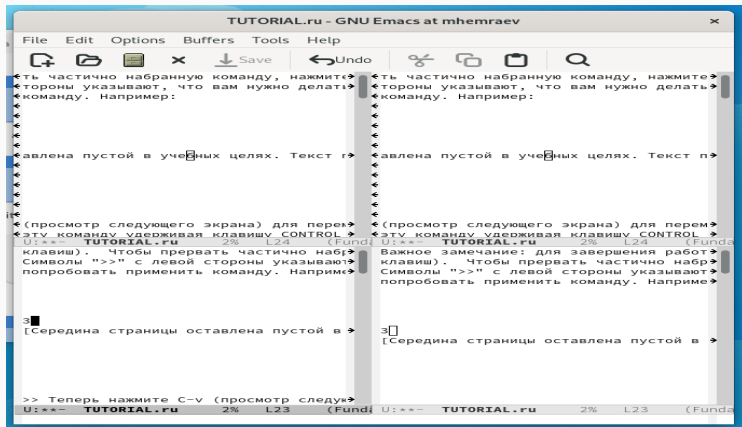 TUTORIAL.ru - GNU Emacs at mhemraev
File Edit Options Buffers Tools Help
Save Undo
ть частично набранную команду, нажмите
тороны указывают, что вам нужно делать
команду. Например:
авлена пустой в учебных целях. Текст п
(просмотр следующего экрана) для перем
эту команду удерживая клавишу CONTROL
U:**- TUTORIAL.ru 2% L24 (Funda
ть частично набранную команду, нажмите
тороны указывают, что вам нужно делать
команду. Например:
авлена пустой в учебных целях. Текст п
(просмотр следующего экрана) для перем
эту команду удерживая клавишу CONTROL
U:**- TUTORIAL.ru 2% L24 (Funda
клавиш). Чтобы прервать частично набр
Символы ">>" с левой стороны указывают
попробовать применить команду. Наприме
3
[Середина страницы оставлена пустой в
>> Теперь нажмите C-v (просмотр следую
U:**- TUTORIAL.ru 2% L23 (Funda
Важное замечание: для завершения работ
клавиш). Чтобы прервать частично набр
Символы ">>" с левой стороны указывают
попробовать применить команду. Наприме
3
[Середина страницы оставлена пустой в
U:**- TUTORIAL.ru 2% L23 (Funda